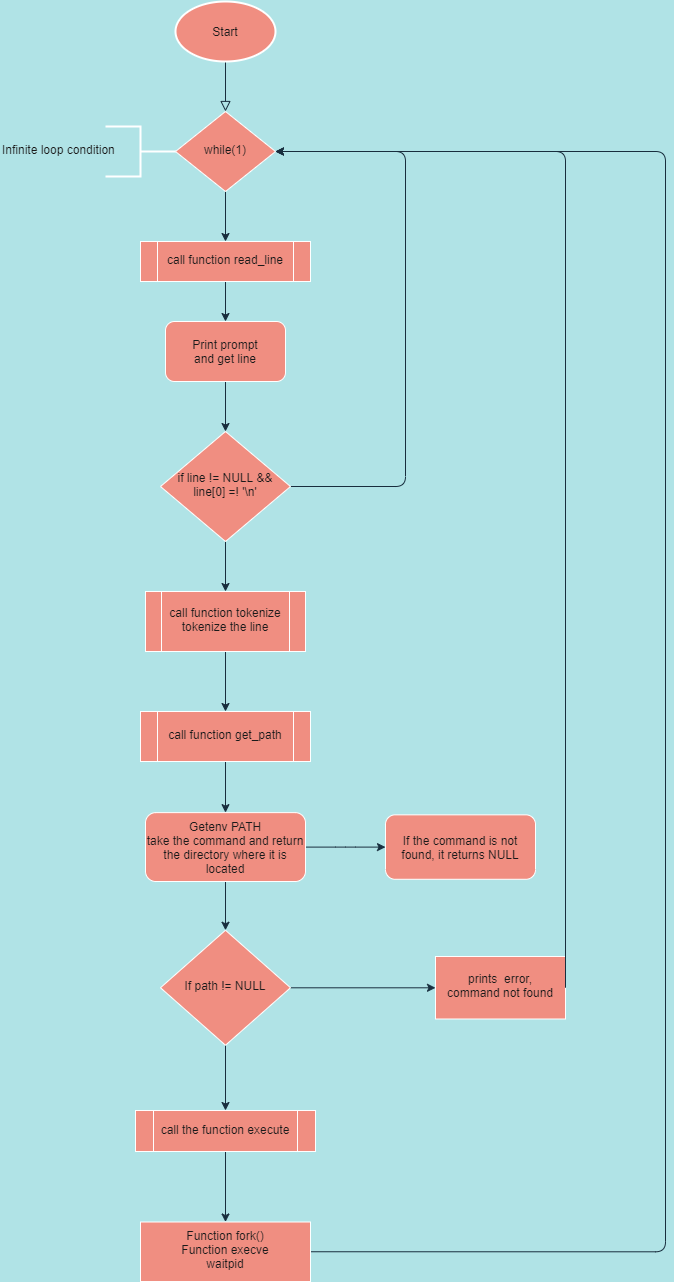 Start
Infinite loop condition
while(1)
call function read_line
Print prompt
and get line
if line != NULL &&
line[0] =! '\n'
call function tokenize
tokenize the line
call function get_path
Getenv PATH
take the command and return
the directory where it is
located
If the command is not
found, it returns NULL
If path != NULL
prints  error,
command not found
call the function execute
Function fork()
Function execve
waitpid